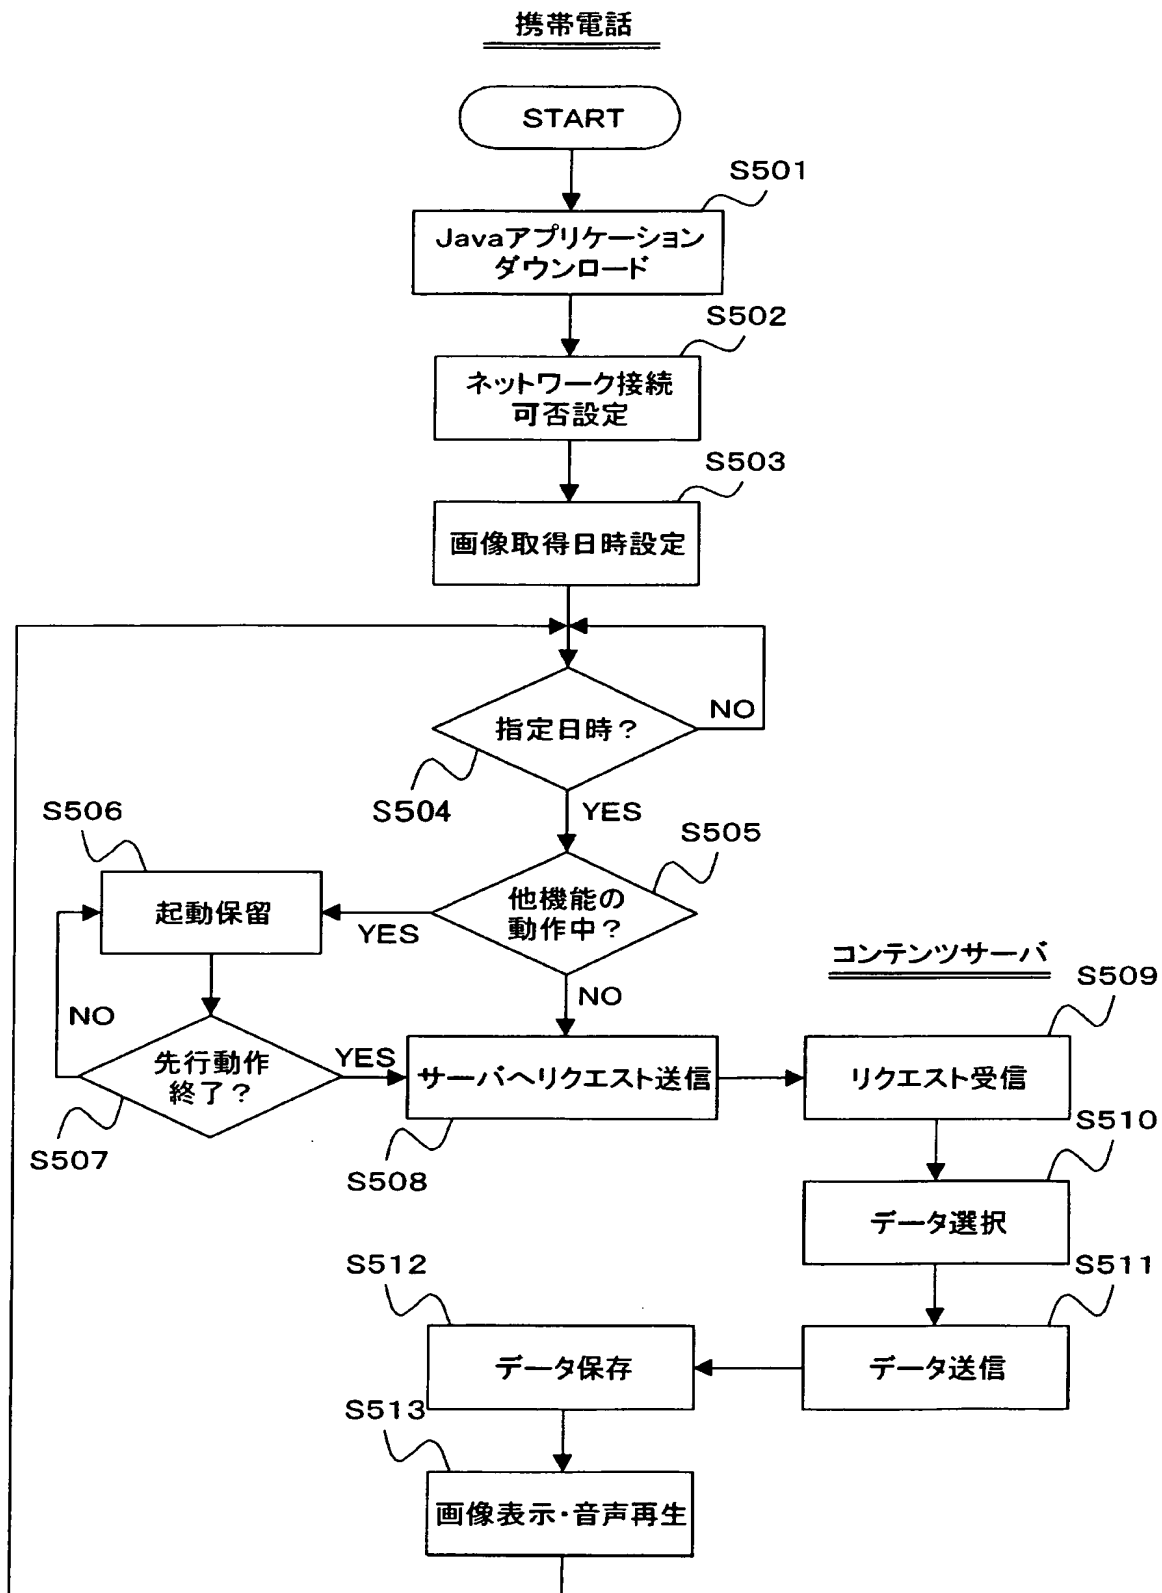 携帯電話
START
S501
Javaアプリケーション
ダウンロード
S502
ネットワーク接続
可否設定
S503
画像取得日時設定
指定日時?
NO
S504
YES
S505
S506
他機能の
動作中?
起動保留
YES
コンテンツサーバ
NO
NO
S509
先行動作
終了?
YES
サーバへリクエスト送信
リクエスト受信
S507
S508
S510
データ選択
S512
S511
データ保存
データ送信
S513
画像表示・音声再生